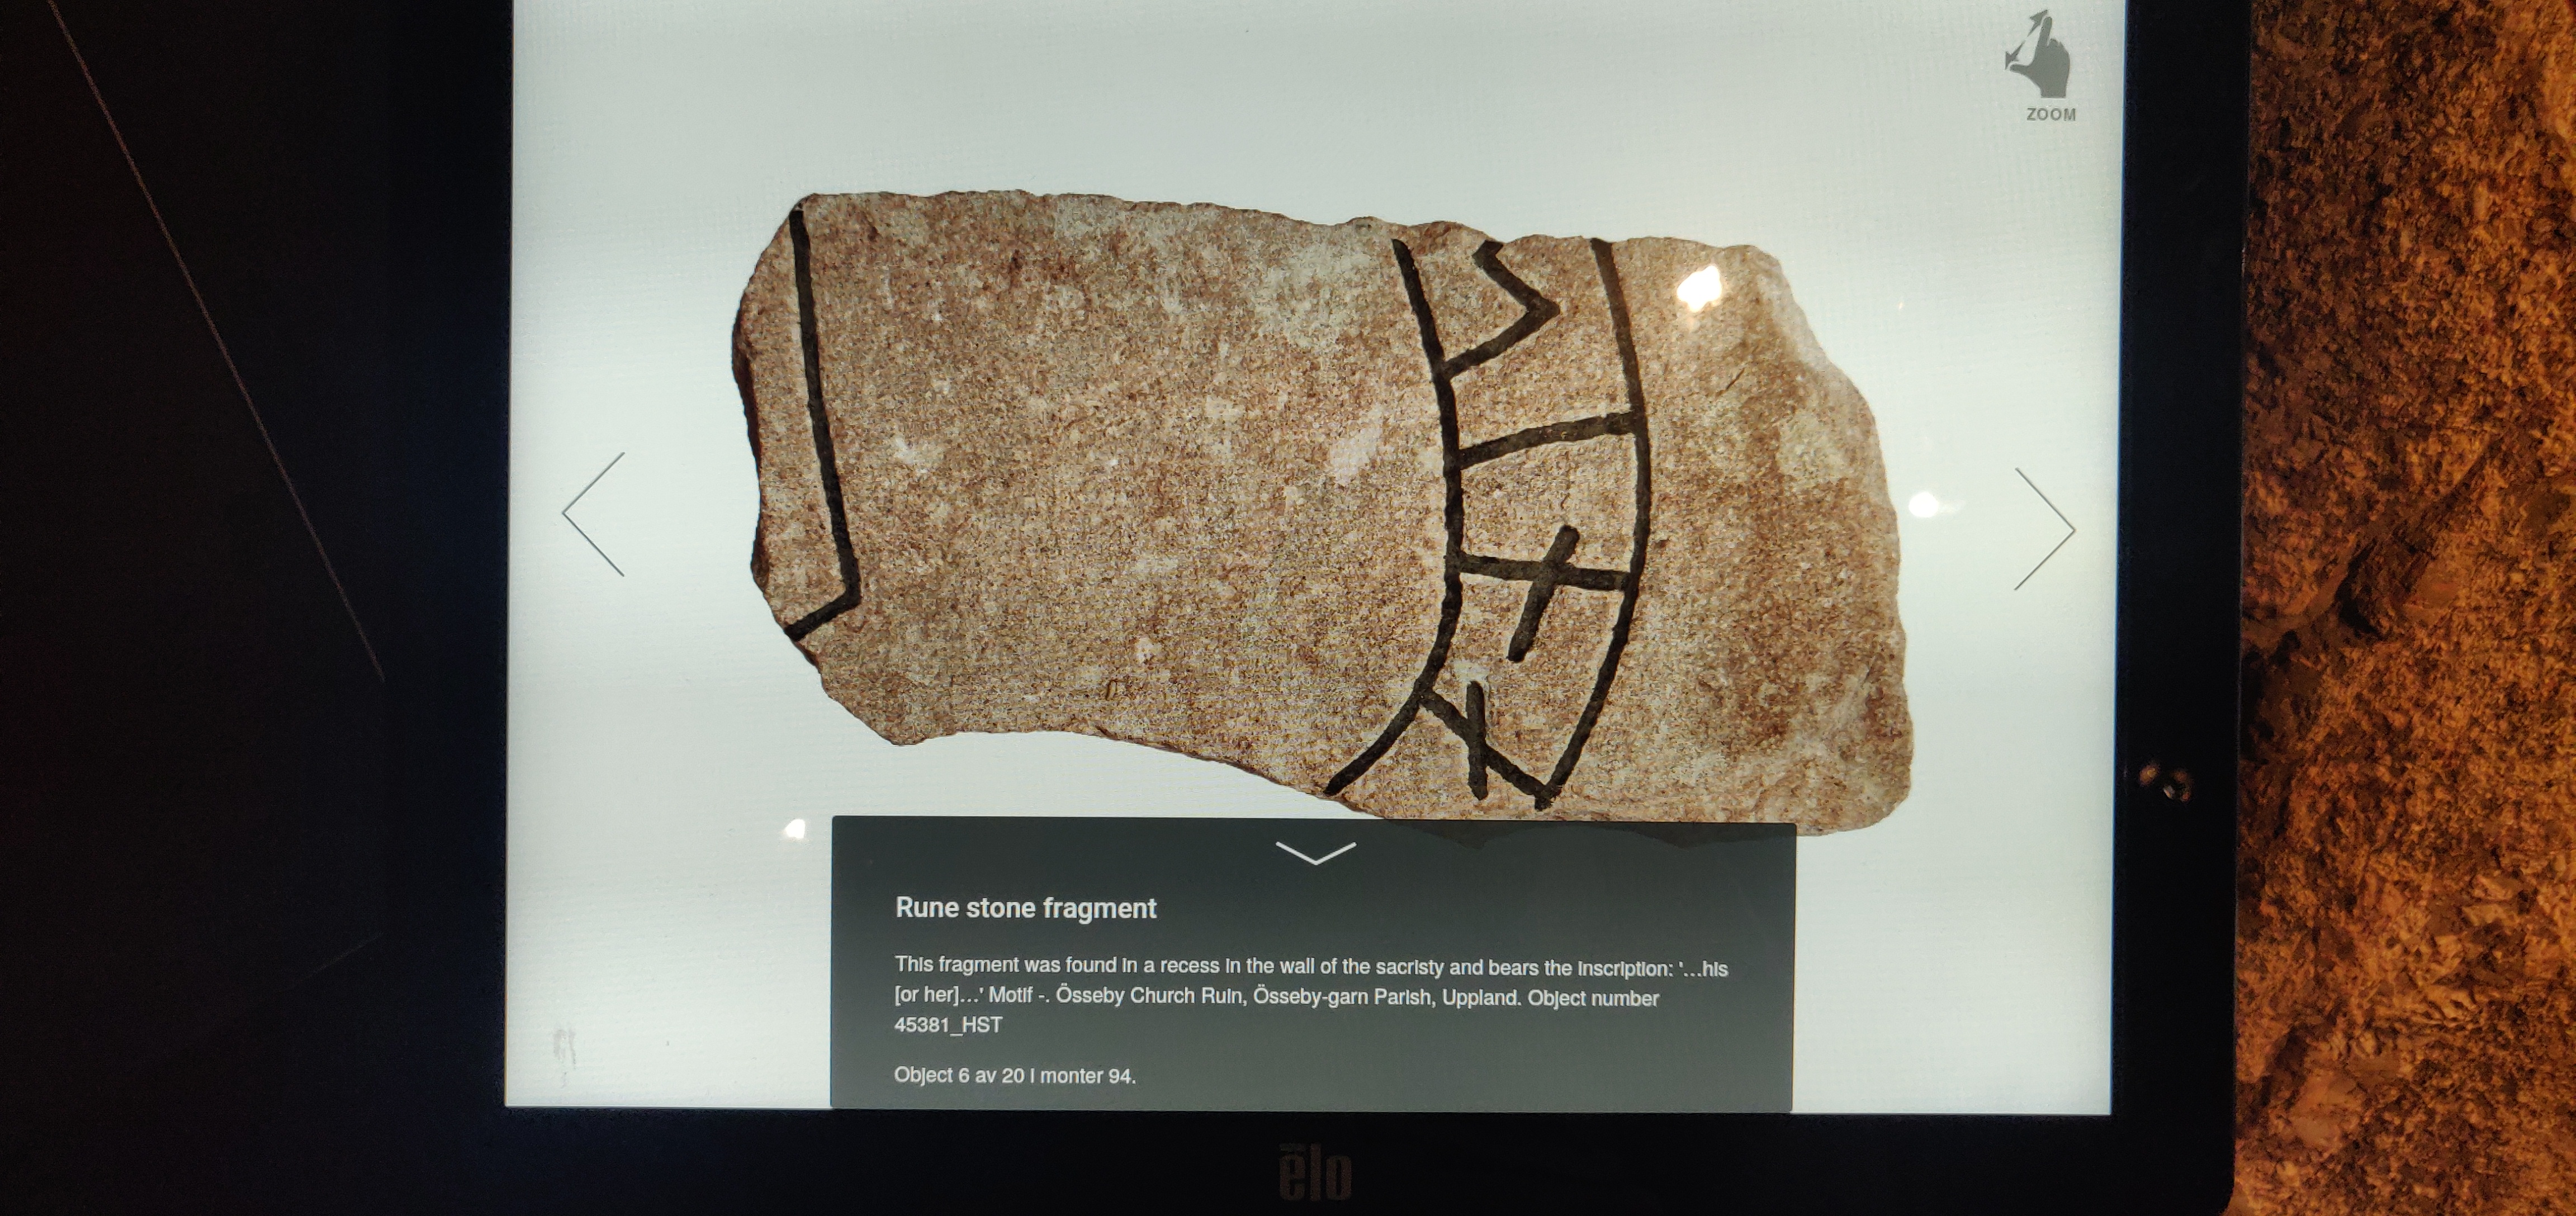 ᛋᛁᚾᛅ
ZOOM
Rune stone fragment
This fragment was found in a recess in the wall of the sacristy and bears the inscription: '...his
[or her]...' Motif -. Össeby Church Ruin, Össeby-garn Parish, Uppland. Object number
45381_HST
Object 6 av 20 i monter 94.
elo